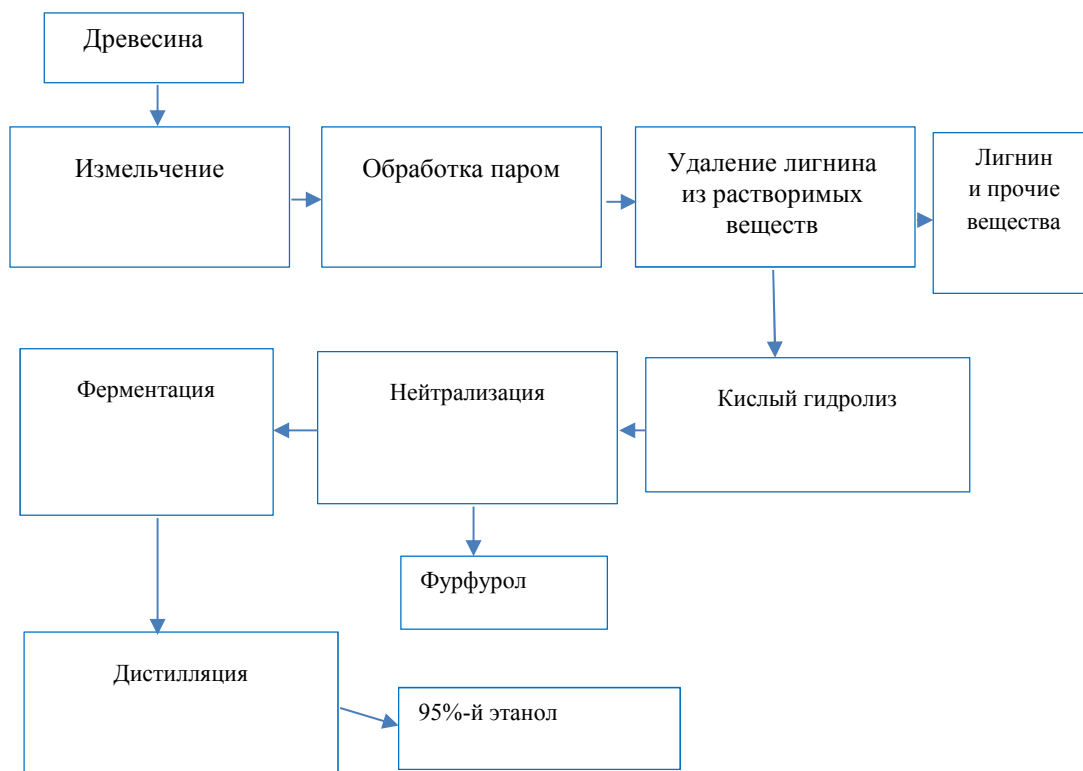 Древесина
Измельчение
Обработка паром
Удаление лигнина
из растворимых
веществ
Лигнин
и прочие
вещества
Ферментация
Нейтрализация
Кислый гидролиз
Фурфурол
Дистилляция
95%-й этанол